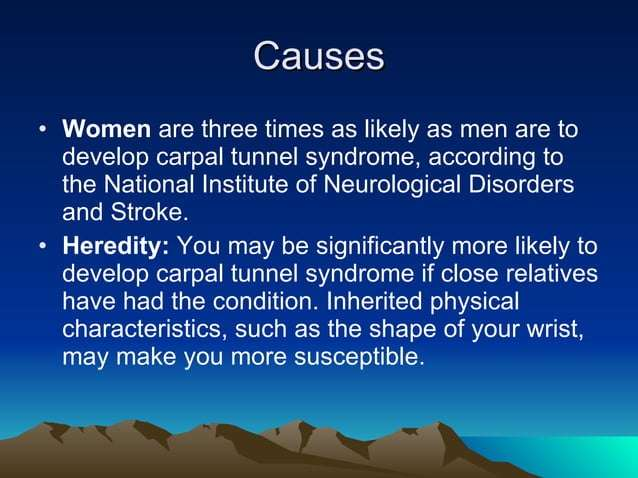 Causes
• Women are three times as likely as men are to
develop carpal tunnel syndrome, according to
the National Institute of Neurological Disorders
and Stroke.
• Heredity: You may be significantly more likely to
develop carpal tunnel syndrome if close relatives
have had the condition. Inherited physical
characteristics, such as the shape of your wrist,
may make you more susceptible.